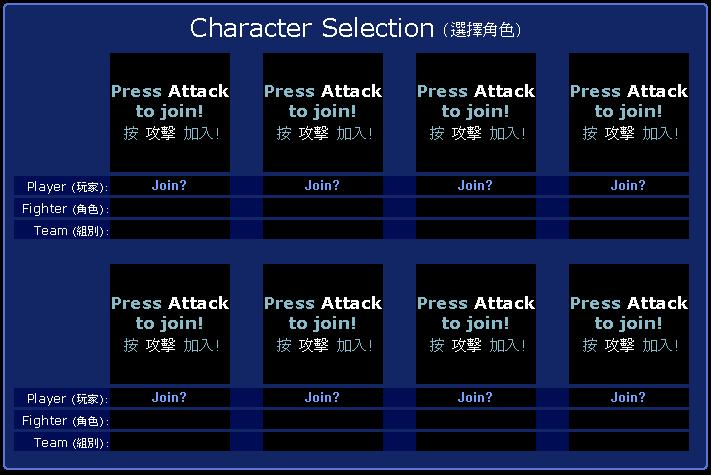 Character Selection (選擇角色)
Press Attack Press Attack Press Attack Press Attack
to join! to join! to join! to join!
按 攻擊 加入! 按 攻擊 加入! 按 攻擊 加入! 按 攻擊 加入!
Player (玩家): Join? Join? Join? Join?
Fighter (角色):
Team (組別):
Press Attack Press Attack Press Attack Press Attack
to join! to join! to join! to join!
按 攻擊 加入! 按 攻擊 加入! 按 攻擊 加入! 按 攻擊 加入!
Player (玩家): Join? Join? Join? Join?
Fighter (角色):
Team (組別):